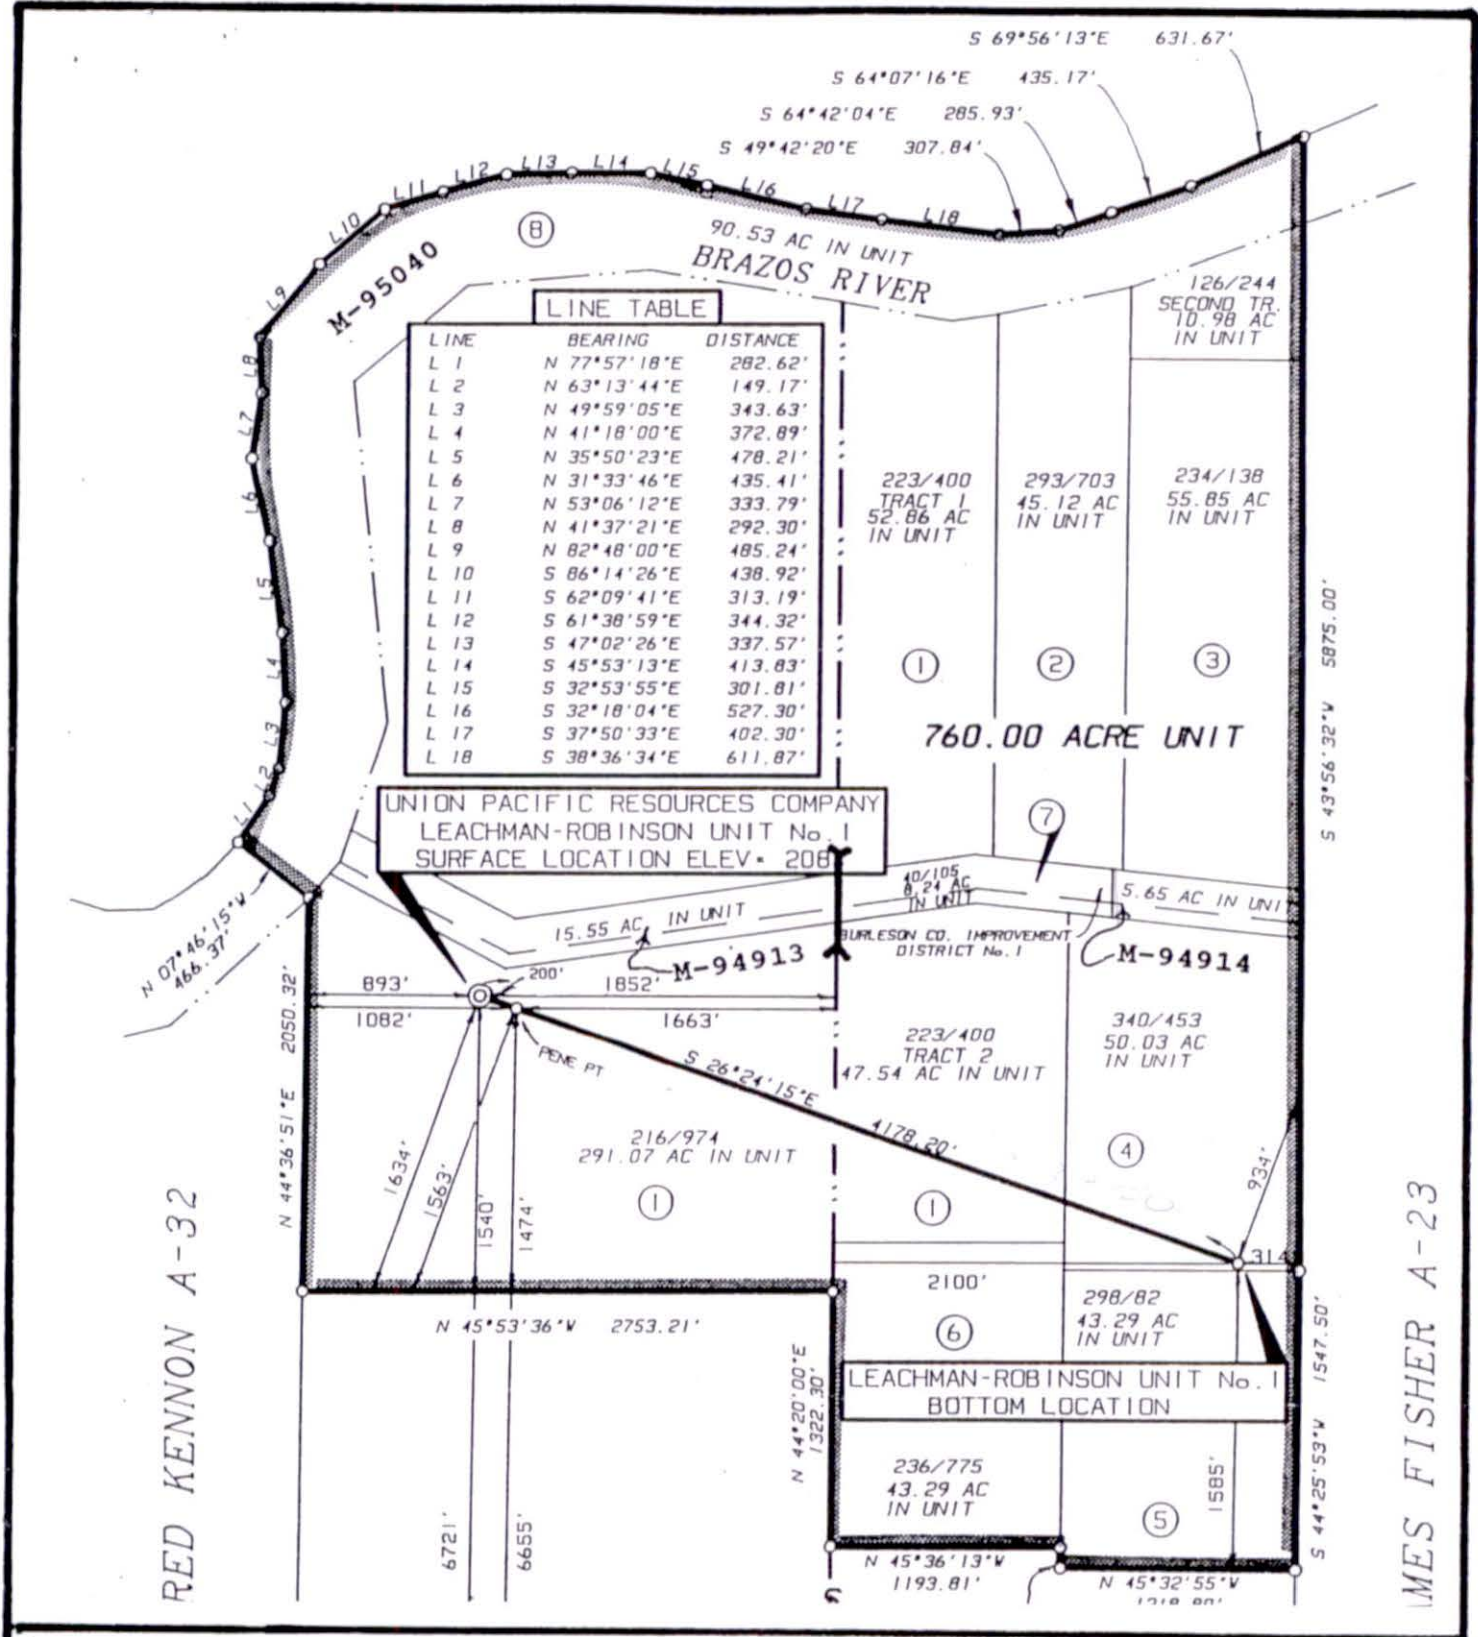 S 69°56'13"E 631.67'
S 64°07'16"E 435.17'
S 64°42'04"E 285.93'
S 49°42'20"E 307.84'
L13
L14
L12
L15
L11
L16
L17
L18
L10
8
90.53 AC IN UNIT
BRAZOS RIVER
M-95040
L9
L8
L7
L6
L5
L4
L3
L2
L1
126/244
SECOND TR.
10.98 AC
IN UNIT
LINE TABLE
LINE BEARING DISTANCE
L 1 N 77°57'18"E 282.62'
L 2 N 63°13'44"E 149.17'
L 3 N 49°59'05"E 343.63'
L 4 N 41°18'00"E 372.89'
L 5 N 35°50'23"E 478.21'
L 6 N 31°33'46"E 435.41'
L 7 N 53°06'12"E 333.79'
L 8 N 41°37'21"E 292.30'
L 9 N 82°48'00"E 485.24'
L 10 S 86°14'26"E 438.92'
L 11 S 62°09'41"E 313.19'
L 12 S 61°38'59"E 344.32'
L 13 S 47°02'26"E 337.57'
L 14 S 45°53'13"E 413.83'
L 15 S 32°53'55"E 301.81'
L 16 S 32°18'04"E 527.30'
L 17 S 37°50'33"E 402.30'
L 18 S 38°36'34"E 611.87'
223/400
TRACT 1
52.86 AC
IN UNIT
293/703
45.12 AC
IN UNIT
234/138
55.85 AC
IN UNIT
1
2
3
760.00 ACRE UNIT
S 43°56'32"W 5875.00'
UNION PACIFIC RESOURCES COMPANY
LEACHMAN-ROBINSON UNIT No. 1
SURFACE LOCATION ELEV= 208'
7
40/105
8.24 AC
IN UNIT
5.65 AC IN UNIT
15.55 AC IN UNIT
BURLESON CO. IMPROVEMENT
DISTRICT No. 1
M-94913
M-94914
N 07°46'15"W
466.37'
N 44°36'51"E 2050.32'
893'
200'
1852'
1082'
1663'
PENE PT
S 26°24'15"E
4178.20'
223/400
TRACT 2
47.54 AC IN UNIT
340/453
50.03 AC
IN UNIT
216/974
291.07 AC IN UNIT
1
1
4
1634'
1563'
1540'
1474'
934'
314'
N 45°53'36"W 2753.21'
2100'
6
298/82
43.29 AC
IN UNIT
N 44°20'00"E
1322.30'
LEACHMAN-ROBINSON UNIT No. 1
BOTTOM LOCATION
236/775
43.29 AC
IN UNIT
5
1585'
S 44°25'53"W 1547.50'
6721'
6655'
N 45°36'13"W
1193.81'
N 45°32'55"W
1218.80'
RED KENNON A-32
MES FISHER A-23